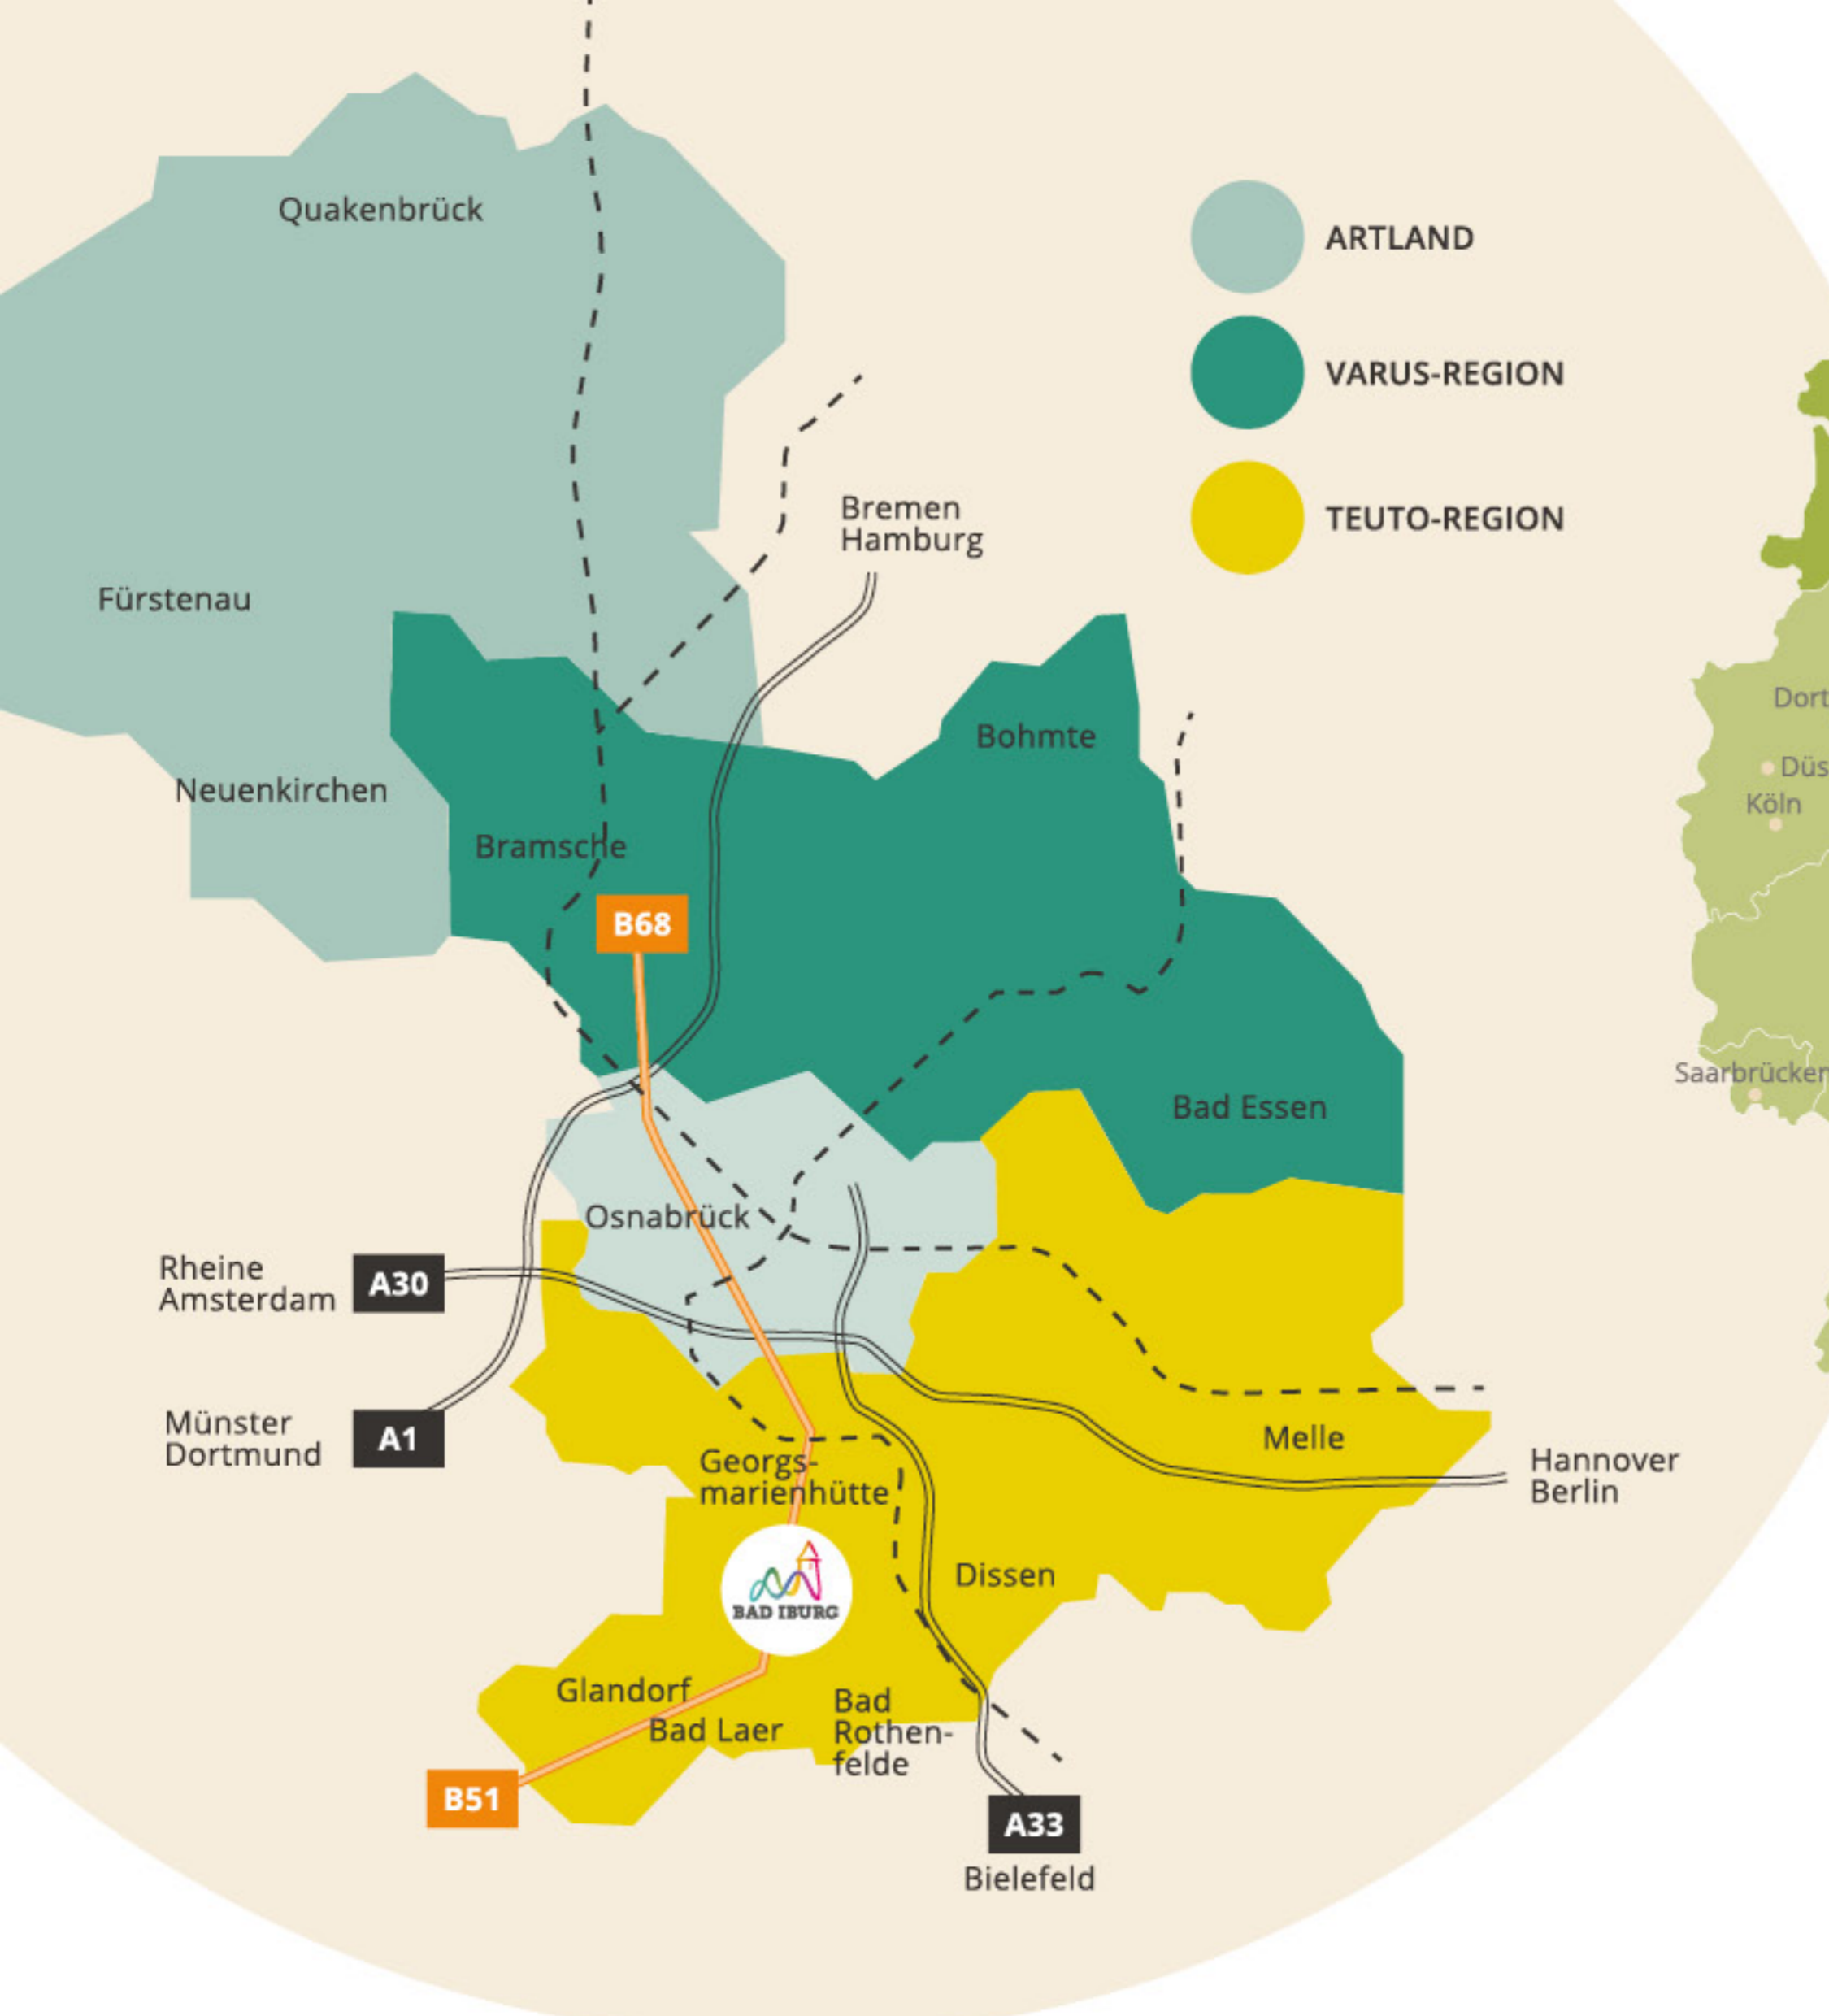 Quakenbrück
ARTLAND
VARUS-REGION
Bremen
Hamburg
TEUTO-REGION
Fürstenau
Bohmte
Neuenkirchen
Bramsche
B68
Bad Essen
Osnabrück
Rheine
Amsterdam
A30
Münster
Dortmund
A1
Melle
Georgs-
marienhütte
Hannover
Berlin
Dissen
BAD IBURG
Glandorf
Bad Laer
Bad
Rothen-
felde
B51
A33
Bielefeld
Dort
Düs
Köln
Saarbrücker